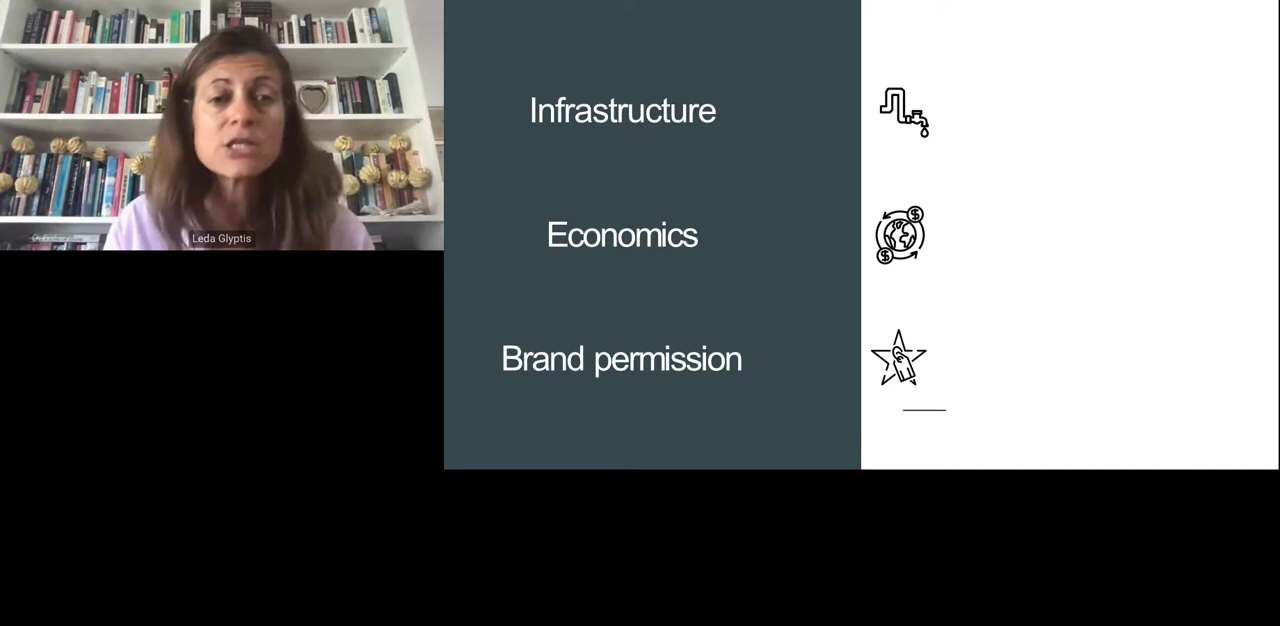 Leda Glyptis
Infrastructure
Economics
Brand permission
$
$